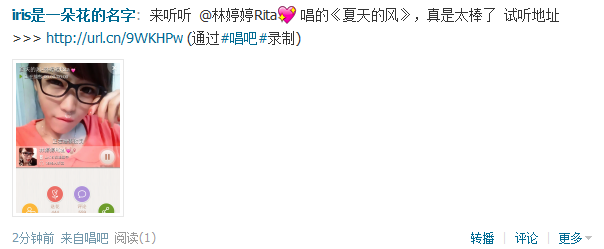 iris是一朵花的名字：来听听 @林婷婷Rita💖 唱的《夏天的风》，真是太棒了 试听地址
>>> http://url.cn/9WKHPw (通过#唱吧#录制)
2分钟前 来自唱吧 阅读(1) 转播 | 评论 | 更多